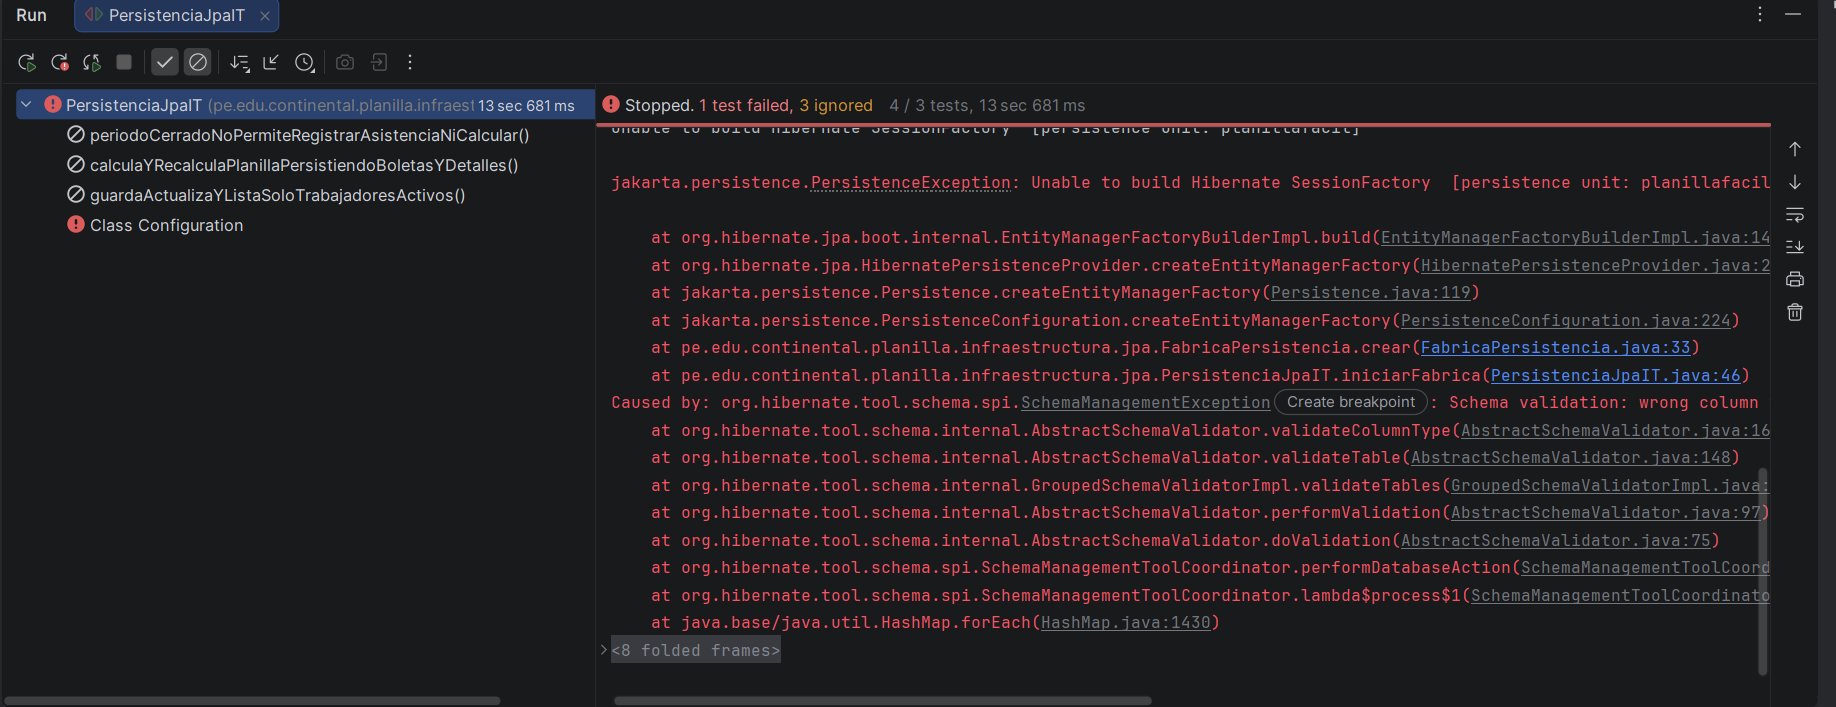 Run PersistenciaJpaIT
PersistenciaJpaIT (pe.edu.continental.planilla.infraest 13 sec 681 ms
periodoCerradoNoPermiteRegistrarAsistenciaNiCalcular()
calculaYRecalculaPlanillaPersistiendoBoletasYDetalles()
guardaActualizaYListaSoloTrabajadoresActivos()
Class Configuration
Stopped. 1 test failed, 3 ignored 4 / 3 tests, 13 sec 681 ms
Unable to build Hibernate SessionFactory [persistence unit: planillafacil]
jakarta.persistence.PersistenceException: Unable to build Hibernate SessionFactory [persistence unit: planillafacil
at org.hibernate.jpa.boot.internal.EntityManagerFactoryBuilderImpl.build(EntityManagerFactoryBuilderImpl.java:14
at org.hibernate.jpa.HibernatePersistenceProvider.createEntityManagerFactory(HibernatePersistenceProvider.java:2
at jakarta.persistence.Persistence.createEntityManagerFactory(Persistence.java:119)
at jakarta.persistence.PersistenceConfiguration.createEntityManagerFactory(PersistenceConfiguration.java:224)
at pe.edu.continental.planilla.infraestructura.jpa.FabricaPersistencia.crear(FabricaPersistencia.java:33)
at pe.edu.continental.planilla.infraestructura.jpa.PersistenciaJpaIT.iniciarFabrica(PersistenciaJpaIT.java:46)
Caused by: org.hibernate.tool.schema.spi.SchemaManagementException Create breakpoint : Schema validation: wrong column
at org.hibernate.tool.schema.internal.AbstractSchemaValidator.validateColumnType(AbstractSchemaValidator.java:16
at org.hibernate.tool.schema.internal.AbstractSchemaValidator.validateTable(AbstractSchemaValidator.java:148)
at org.hibernate.tool.schema.internal.GroupedSchemaValidatorImpl.validateTables(GroupedSchemaValidatorImpl.java:
at org.hibernate.tool.schema.internal.AbstractSchemaValidator.performValidation(AbstractSchemaValidator.java:97)
at org.hibernate.tool.schema.internal.AbstractSchemaValidator.doValidation(AbstractSchemaValidator.java:75)
at org.hibernate.tool.schema.spi.SchemaManagementToolCoordinator.performDatabaseAction(SchemaManagementToolCoord
at org.hibernate.tool.schema.spi.SchemaManagementToolCoordinator.lambda$process$1(SchemaManagementToolCoordinato
at java.base/java.util.HashMap.forEach(HashMap.java:1430)
<8 folded frames>